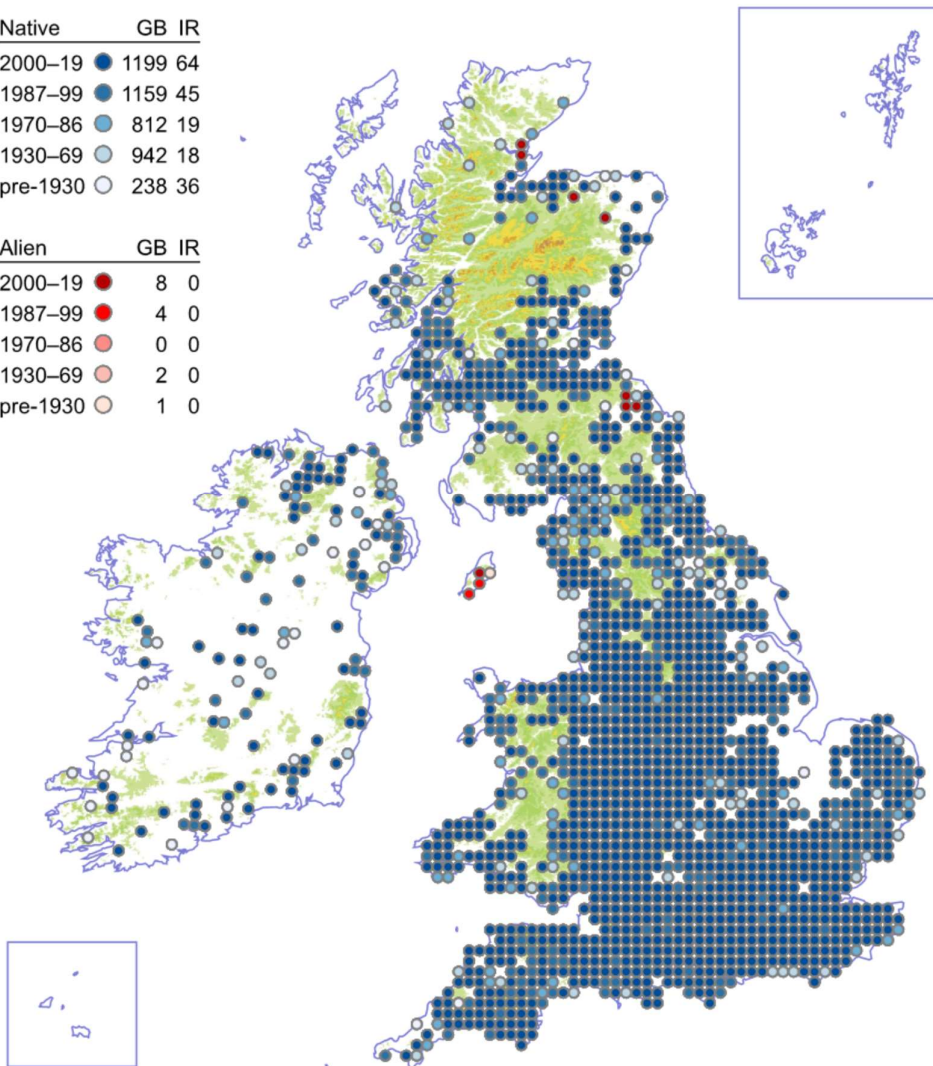 Native GB IR
2000–19 1199 64
1987–99 1159 45
1970–86 812 19
1930–69 942 18
pre-1930 238 36
Alien GB IR
2000–19 8 0
1987–99 4 0
1970–86 0 0
1930–69 2 0
pre-1930 1 0